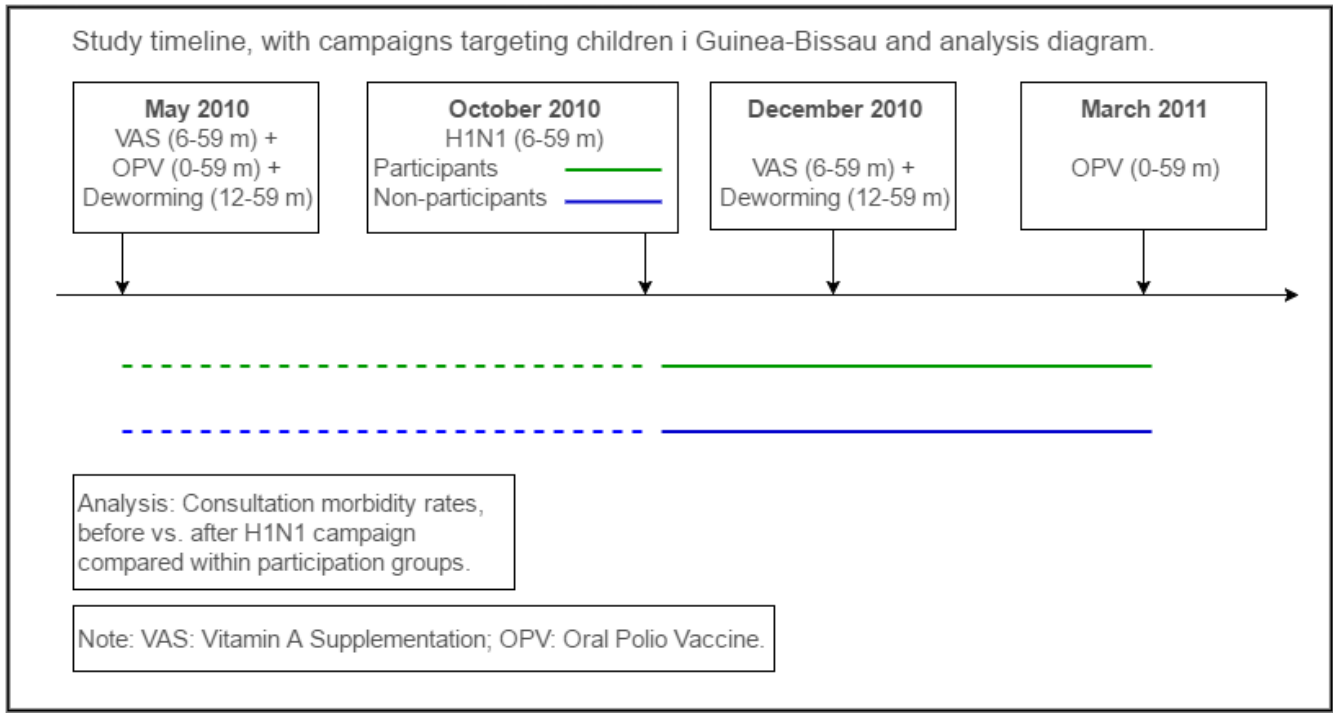 Study timeline, with campaigns targeting children i Guinea-Bissau and analysis diagram.
May 2010
VAS (6-59 m) +
OPV (0-59 m) +
Deworming (12-59 m)
October 2010
H1N1 (6-59 m)
Participants
Non-participants
December 2010
VAS (6-59 m) +
Deworming (12-59 m)
March 2011
OPV (0-59 m)
Analysis: Consultation morbidity rates,
before vs. after H1N1 campaign
compared within participation groups.
Note: VAS: Vitamin A Supplementation; OPV: Oral Polio Vaccine.